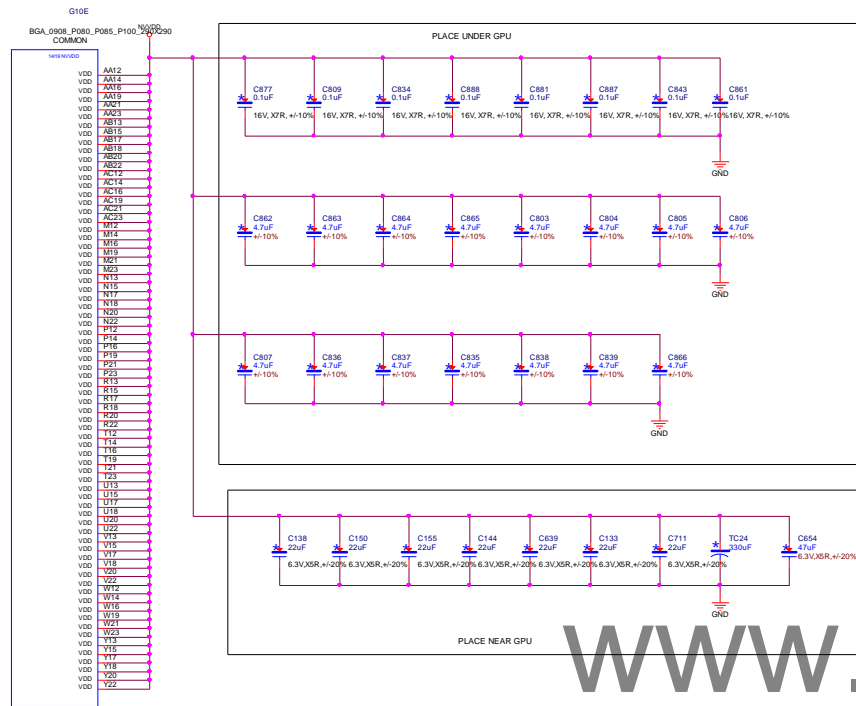 G10E
NVVDD
BGA_0908_P080_P085_P100_290X290
COMMON
14/19 NVVDD
PLACE UNDER GPU
VDD AA12
VDD AA14
VDD AA16
VDD AA19
VDD AA21
VDD AA23
VDD AB13
VDD AB15
VDD AB17
VDD AB18
VDD AB20
VDD AB22
VDD AC12
VDD AC14
VDD AC16
VDD AC19
VDD AC21
VDD AC23
VDD M12
VDD M14
VDD M16
VDD M19
VDD M21
VDD M23
VDD N13
VDD N15
VDD N17
VDD N18
VDD N20
VDD N22
VDD P12
VDD P14
VDD P16
VDD P19
VDD P21
VDD P23
VDD R13
VDD R15
VDD R17
VDD R18
VDD R20
VDD R22
VDD T12
VDD T14
VDD T16
VDD T19
VDD T21
VDD T23
VDD U13
VDD U15
VDD U17
VDD U18
VDD U20
VDD U22
VDD V13
VDD V15
VDD V17
VDD V18
VDD V20
VDD V22
VDD W12
VDD W14
VDD W16
VDD W19
VDD W21
VDD W23
VDD Y13
VDD Y15
VDD Y17
VDD Y18
VDD Y20
VDD Y22
C877 C809 C834 C888 C881 C887 C843 C861
0.1uF 0.1uF 0.1uF 0.1uF 0.1uF 0.1uF 0.1uF 0.1uF
16V, X7R, +/-10% 16V, X7R, +/-10% 16V, X7R, +/-10% 16V, X7R, +/-10% 16V, X7R, +/-10% 16V, X7R, +/-10% 16V, X7R, +/-10% 16V, X7R, +/-10%
GND
C862 C863 C864 C865 C803 C804 C805 C806
4.7uF 4.7uF 4.7uF 4.7uF 4.7uF 4.7uF 4.7uF 4.7uF
+/-10% +/-10% +/-10% +/-10% +/-10% +/-10% +/-10% +/-10%
GND
C807 C836 C837 C835 C838 C839 C866
4.7uF 4.7uF 4.7uF 4.7uF 4.7uF 4.7uF 4.7uF
+/-10% +/-10% +/-10% +/-10% +/-10% +/-10% +/-10%
GND
C138 C150 C155 C144 C639 C133 C711 TC24 C654
22uF 22uF 22uF 22uF 22uF 22uF 22uF 330uF 47uF
6.3V,X5R,+/-20% 6.3V,X5R,+/-20% 6.3V,X5R,+/-20% 6.3V,X5R,+/-20% 6.3V,X5R,+/-20% 6.3V,X5R,+/-20% 6.3V,X5R,+/-20% 6.3V,X5R,+/-20%
GND
PLACE NEAR GPU
www.